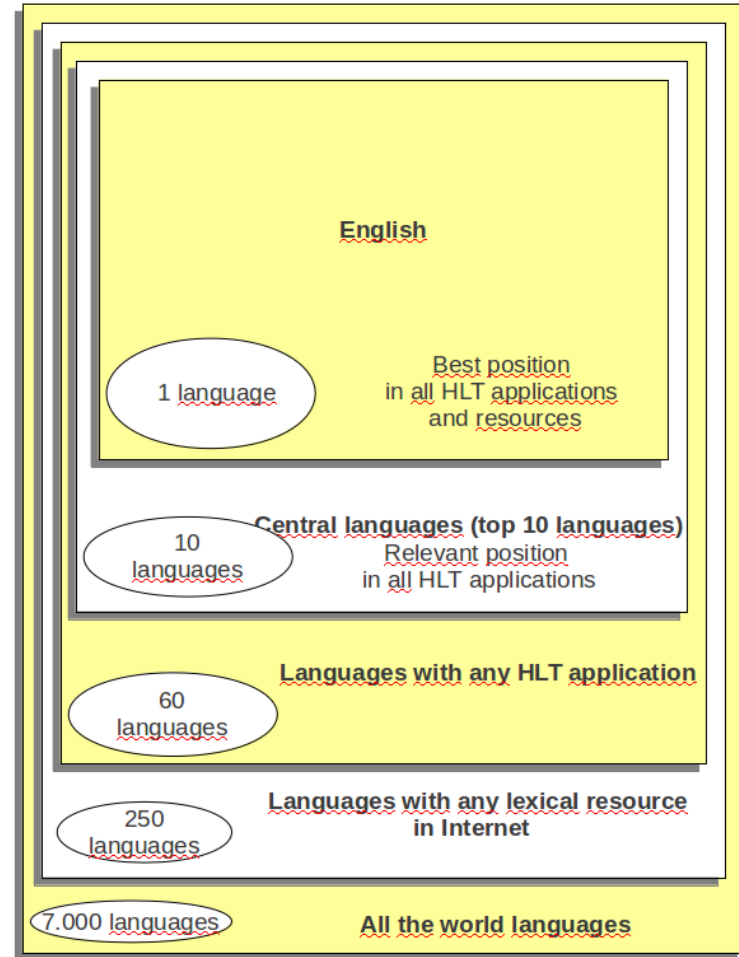 English
1 language
Best position
in all HLT applications
and resources
10
languages
Central languages (top 10 languages)
Relevant position
in all HLT applications
60
languages
Languages with any HLT application
250
languages
Languages with any lexical resource
in Internet
7.000 languages
All the world languages